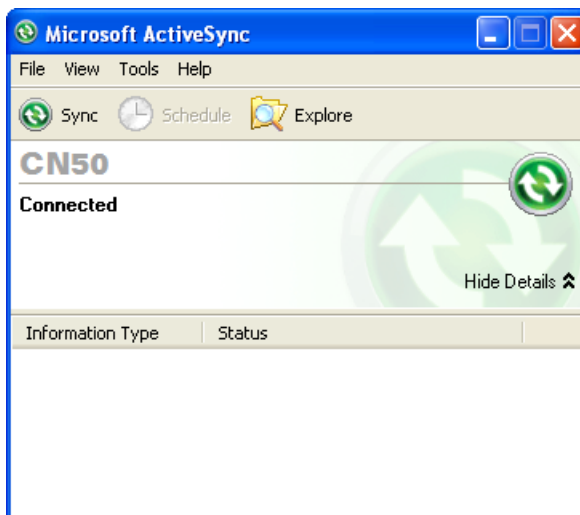 Microsoft ActiveSync
File View Tools Help
Sync Schedule Explore
CN50
Connected
Hide Details
Information Type Status